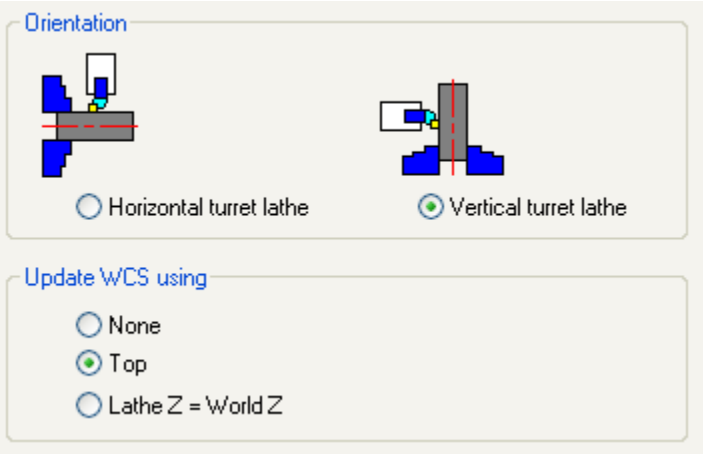 Orientation
Horizontal turret lathe
Vertical turret lathe
Update WCS using
None
Top
Lathe Z = World Z